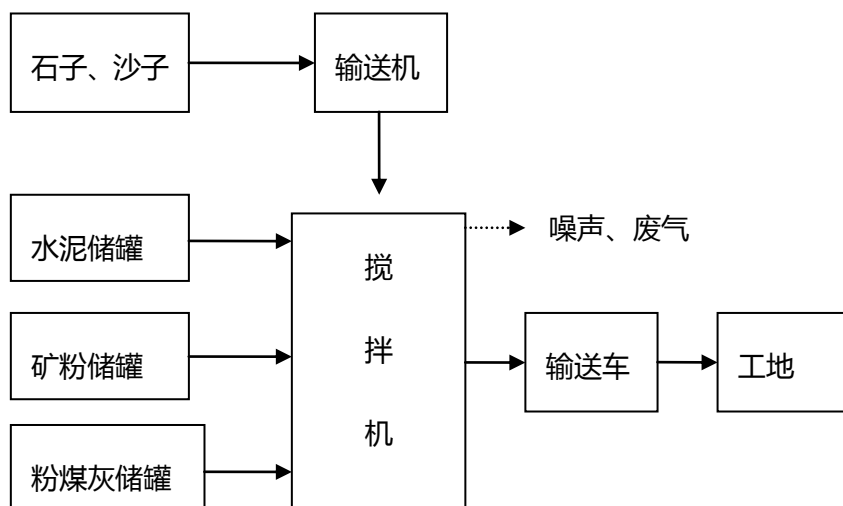 石子、沙子
输送机
水泥储罐
噪声、废气
搅
拌
机
矿粉储罐
输送车
工地
粉煤灰储罐